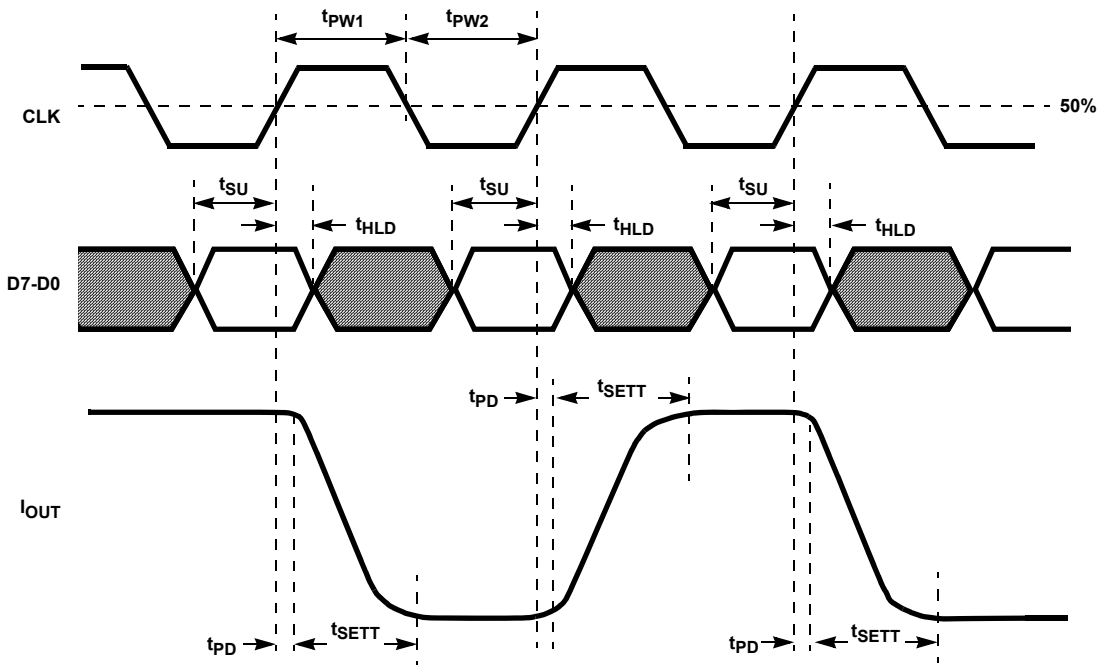 tPW1 tPW2
CLK
50%
tSU tSU tSU
tHLD tHLD tHLD
D7-D0
tPD tSETT
IOUT
tPD tSETT tPD tSETT